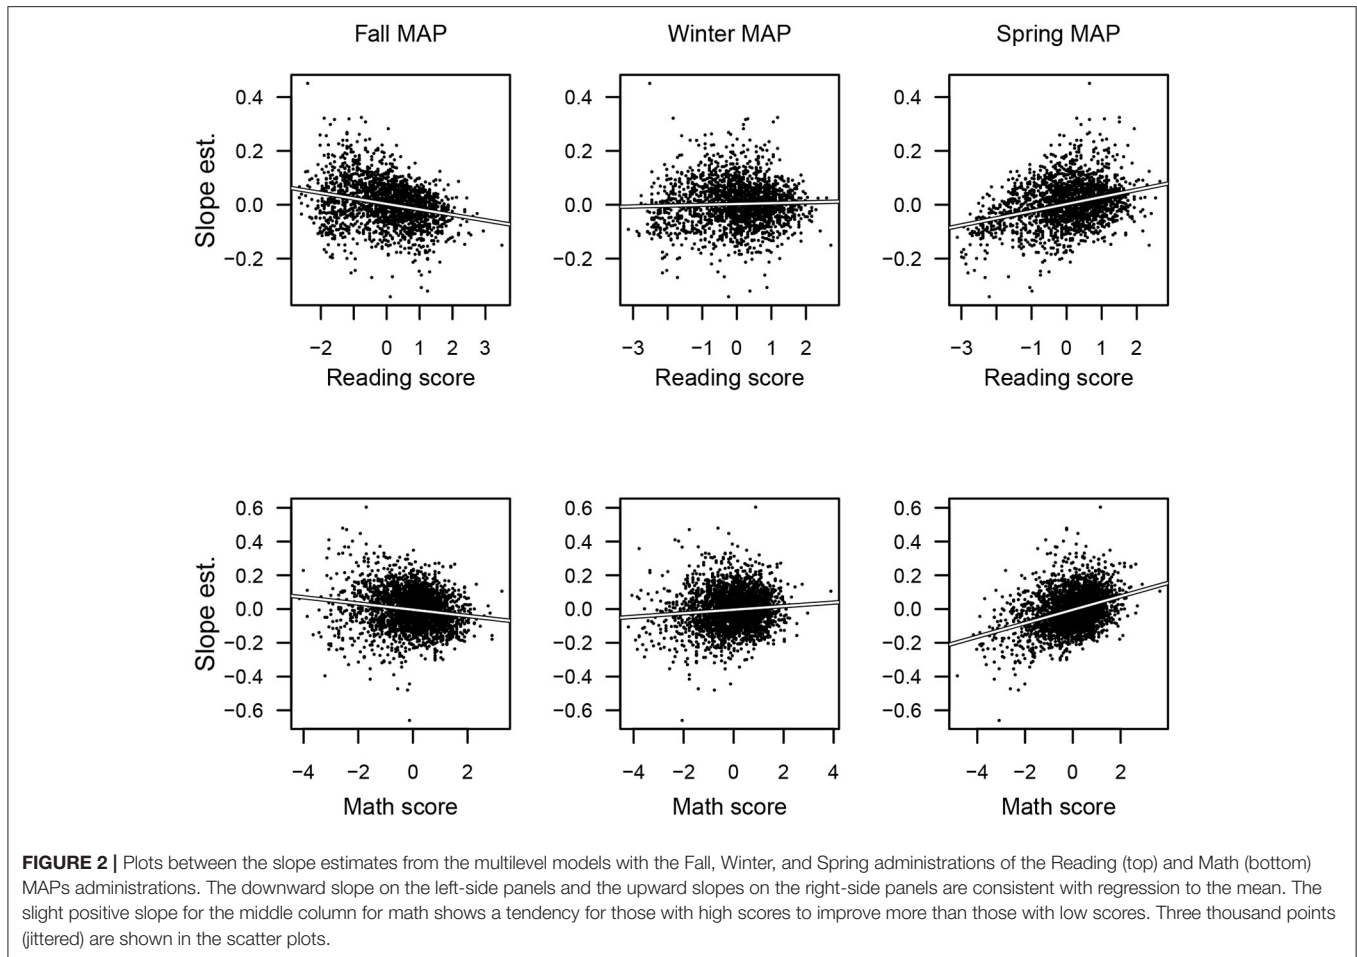 Fall MAP
Winter MAP
Spring MAP
Slope est.
0.4
0.2
0.0
−0.2
−2 0 1 2 3
Reading score
0.4
0.2
0.0
−0.2
−3 −1 0 1 2
Reading score
0.4
0.2
0.0
−0.2
−3 −1 0 1 2
Reading score
Slope est.
0.6
0.4
0.2
0.0
−0.2
−0.4
−0.6
−4 −2 0 2
Math score
0.6
0.4
0.2
0.0
−0.2
−0.4
−0.6
−4 −2 0 2 4
Math score
0.6
0.4
0.2
0.0
−0.2
−0.4
−0.6
−4 −2 0 2
Math score
FIGURE 2 | Plots between the slope estimates from the multilevel models with the Fall, Winter, and Spring administrations of the Reading (top) and Math (bottom)
MAPs administrations. The downward slope on the left-side panels and the upward slopes on the right-side panels are consistent with regression to the mean. The
slight positive slope for the middle column for math shows a tendency for those with high scores to improve more than those with low scores. Three thousand points
(jittered) are shown in the scatter plots.